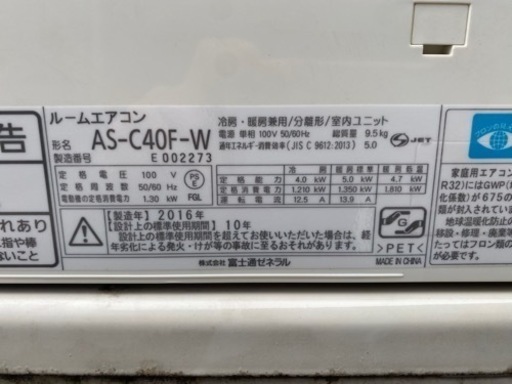 告
れあり
指や棒
ないこと
ルームエアコン
形名 AS-C40F-W
製造番号 E 002273
冷房・暖房兼用/分離形/室内ユニット
電源 単相 100V 50/60Hz 総質量 9.5kg
通年エネルギー消費効率(JIS C 9612:2013) 5.0
JET
定格電圧 100 V
定格周波数 50/60 Hz
電動機の定格消費電力 1.30 kW
PS E
FGL
冷房 暖房標準 暖房低温
定格能力 4.0 kW 5.0 kW 4.7 kW
定格消費電力 1.210 kW 1.350 kW 1.810 kW
運転電流 12.5 A 13.9 A
【製造年】2016年
【設計上の標準使用期間】10年
設計上の標準使用期間を超えてお使いいただいた場合は、経
年劣化による発火・けが等の事故に至るおそれがあります。
株式会社 富士通ゼネラル
G
>PET<
MADE IN CHINA
家庭用エアコン
R32)にはGWP(
化係数)が675の
類が封入されてい
地球温暖化防止
移設・修理・廃棄等
たってはフロン類の
が必要です。